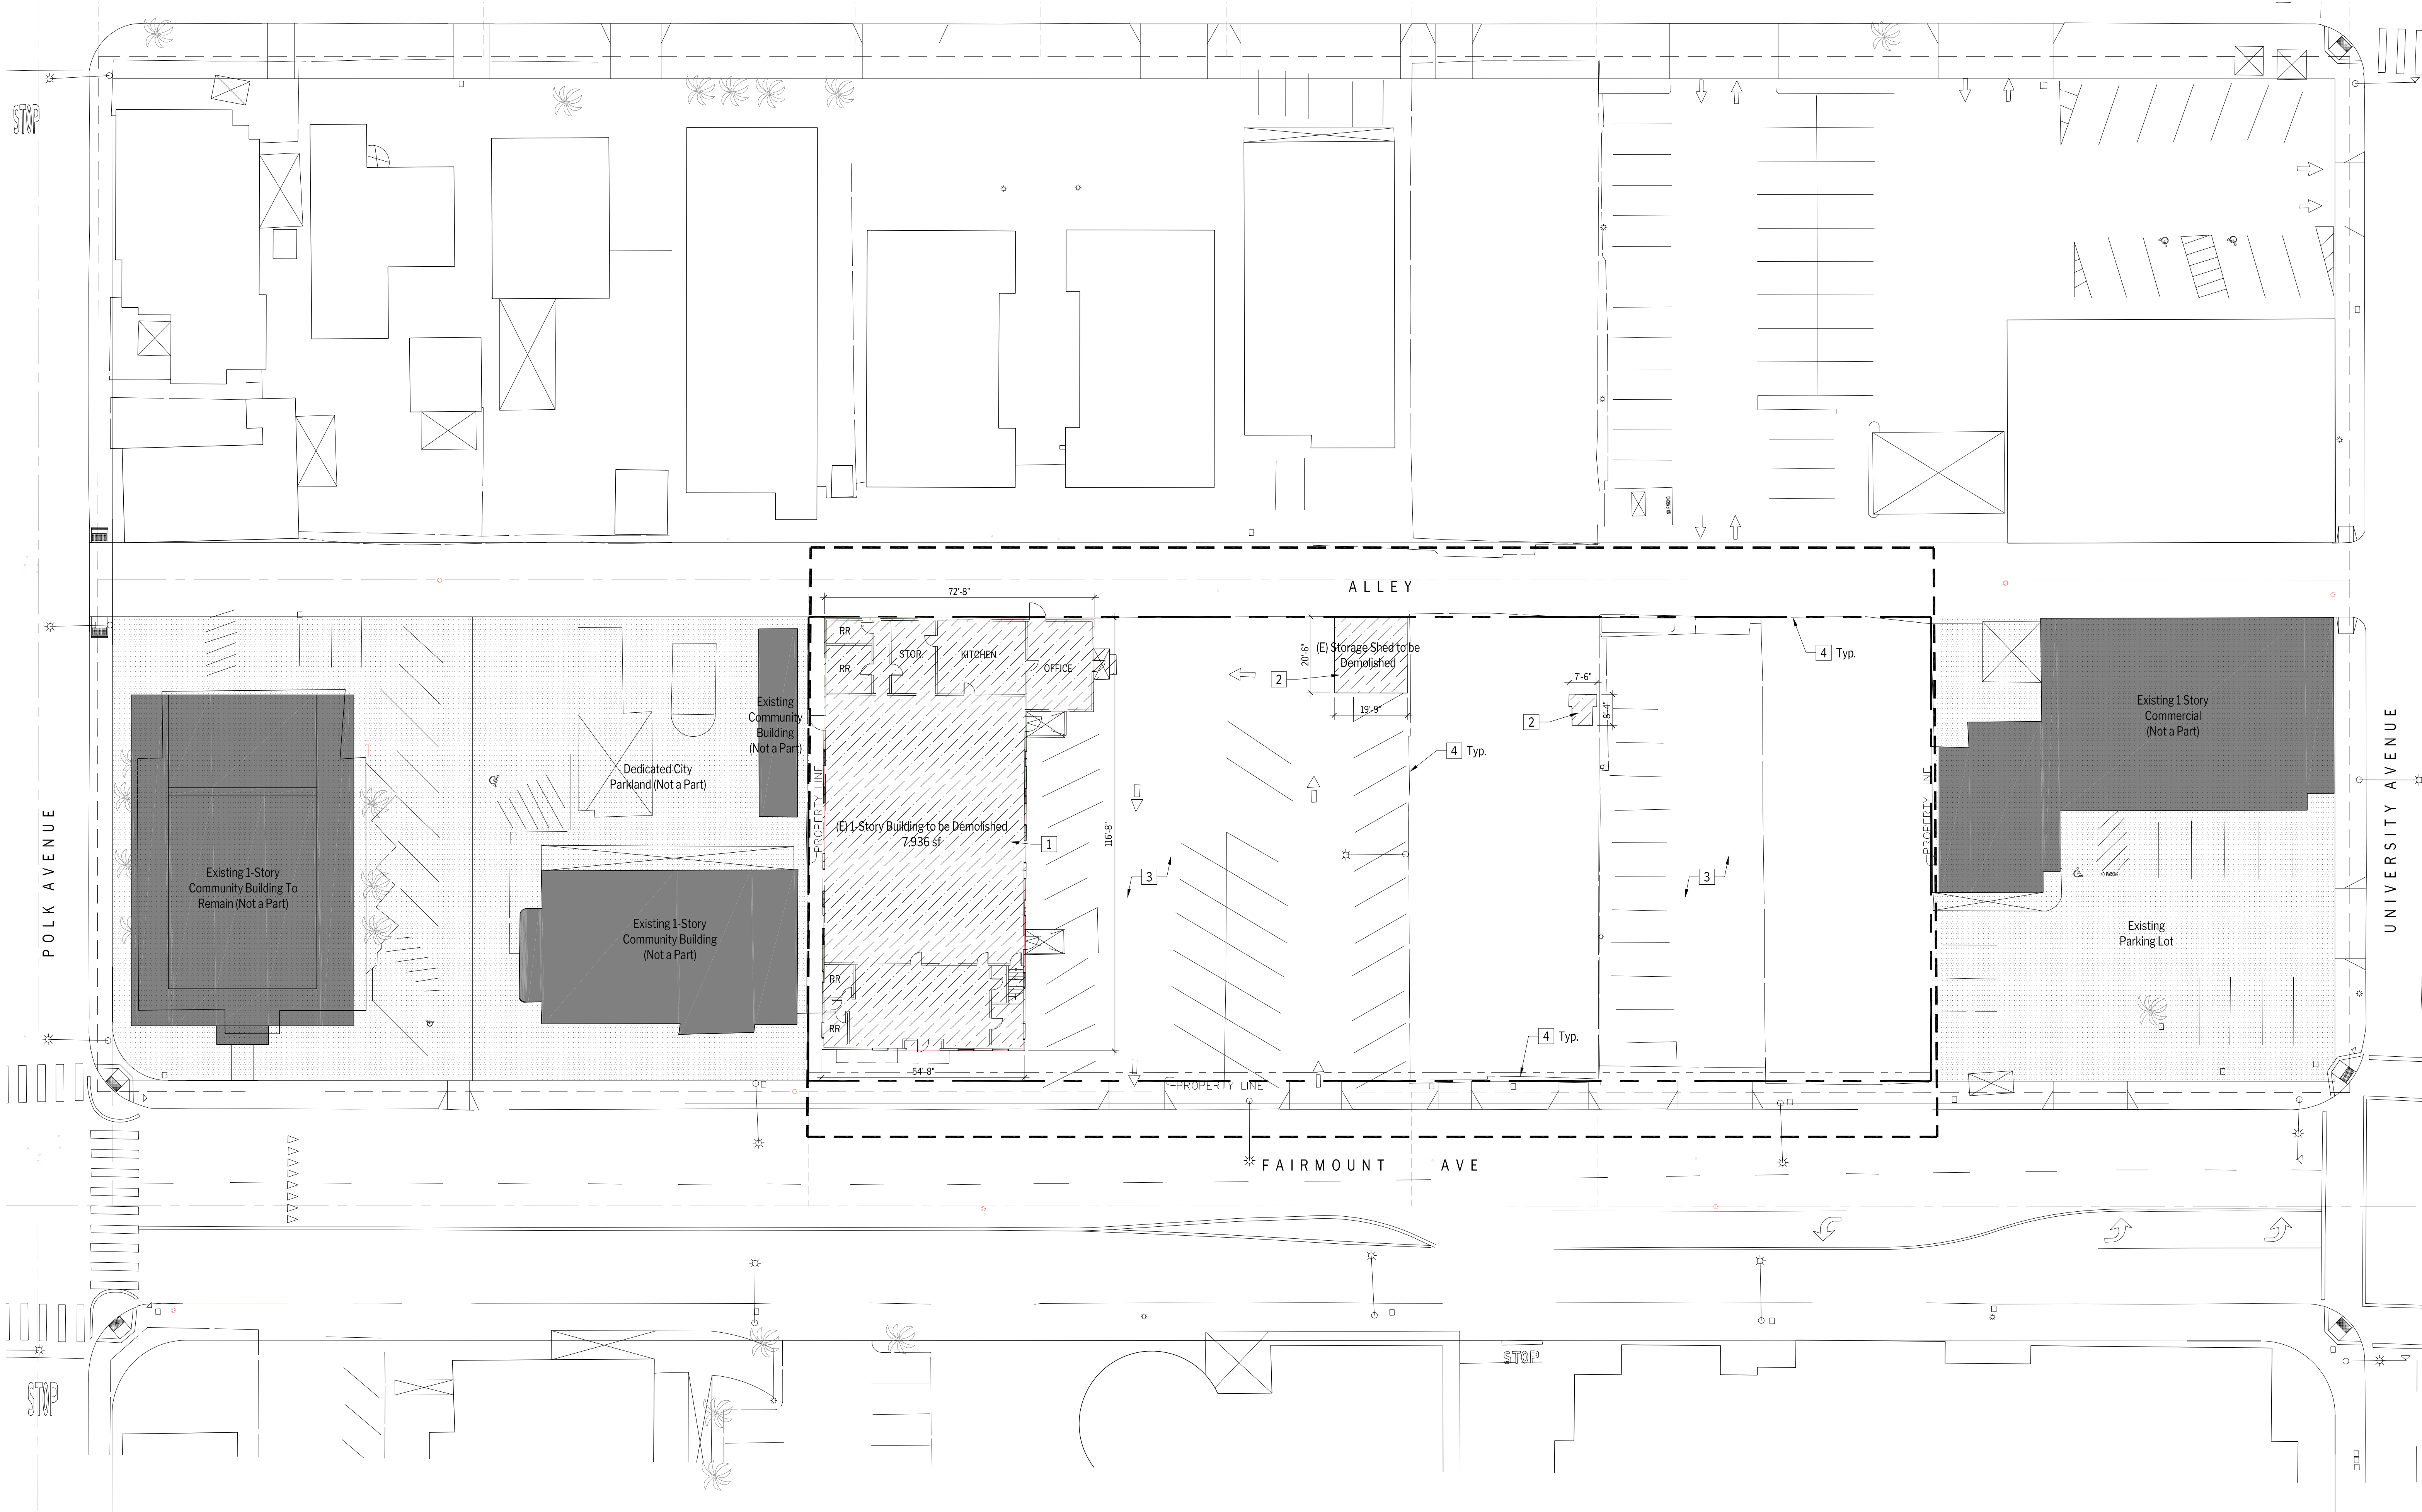 STOP
NO PARKING
ALLEY
72'-8"
RR
STOR.
KITCHEN
RR
OFFICE
20'-6"
(E) Storage Shed to be
Demolished
2
19'-9"
4 Typ.
7'-6"
8'-4"
2
4 Typ.
Existing
Community
Building
(Not a Part)
Existing 1 Story
Commercial
(Not a Part)
Dedicated City
Parkland (Not a Part)
PROPERTY LINE
PROPERTY LINE
(E) 1-Story Building to be Demolished
7,936 sf
1
116'-8"
3
3
POLK AVENUE
UNIVERSITY AVENUE
Existing 1-Story
Community Building To
Remain (Not a Part)
NO PARKING
Existing 1-Story
Community Building
(Not a Part)
Existing
Parking Lot
RR
RR
4 Typ.
54'-8"
PROPERTY LINE
FAIRMOUNT AVE
STOP
STOP